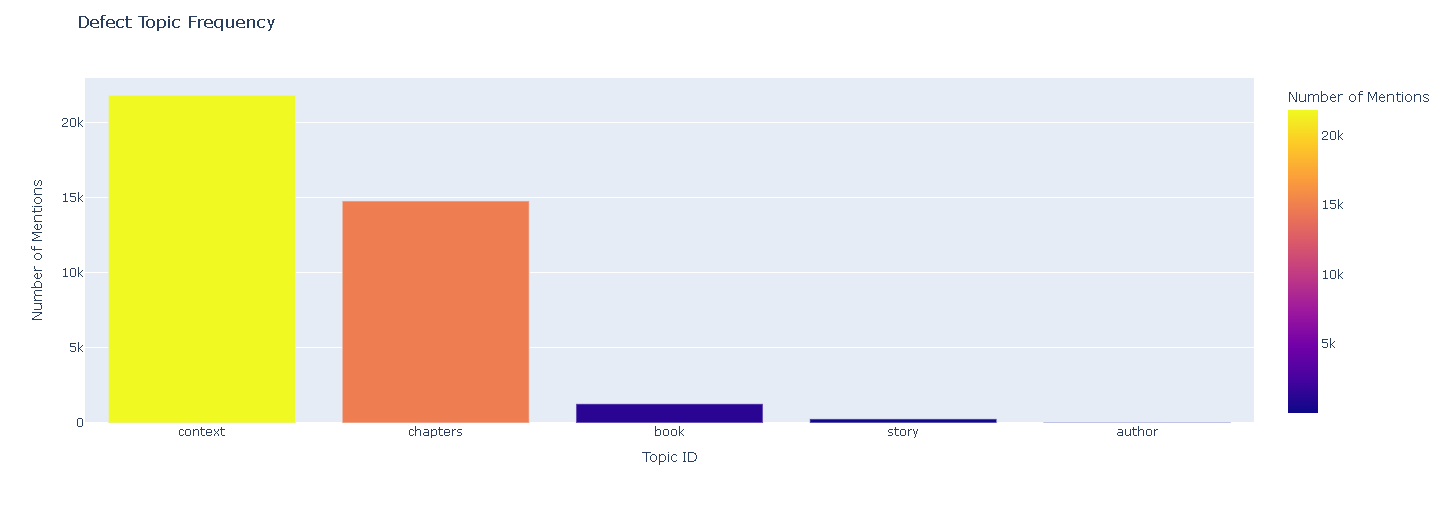 Defect Topic Frequency
Number of Mentions
20k
15k
10k
5k
0
context
chapters
book
story
author
Topic ID
Number of Mentions
20k
15k
10k
5k